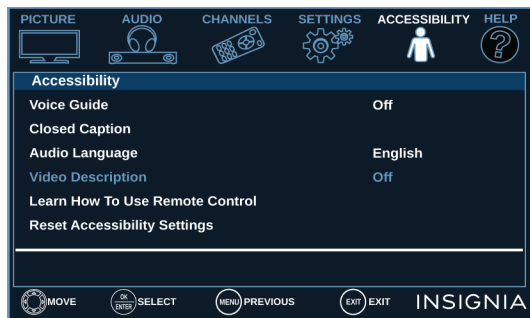 PICTURE AUDIO CHANNELS SETTINGS ACCESSIBILITY HELP
?
Accessibility
Voice Guide Off
Closed Caption
Audio Language English
Video Description Off
Learn How To Use Remote Control
Reset Accessibility Settings
MOVE OK ENTER SELECT MENU PREVIOUS EXIT EXIT INSIGNIA